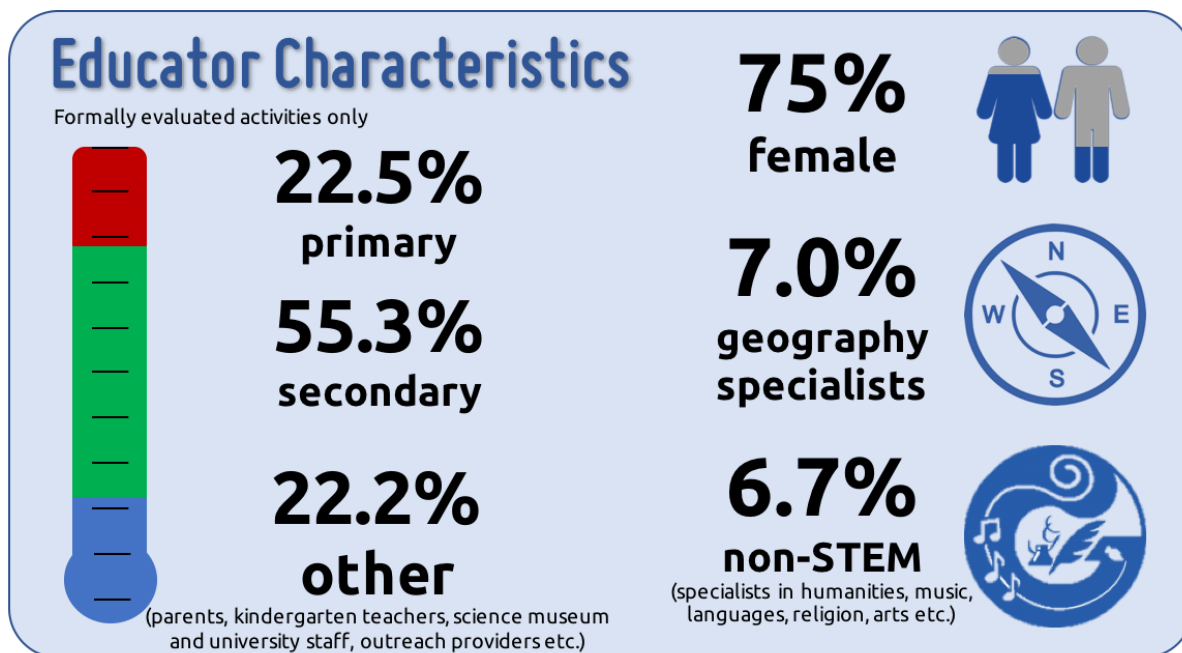 Educator Characteristics
Formally evaluated activities only
22.5%
primary
55.3%
secondary
22.2%
other
(parents, kindergarten teachers, science museum
and university staff, outreach providers etc.)
75%
female
7.0%
geography
specialists
N
W
E
S
6.7%
non-STEM
(specialists in humanities, music,
languages, religion, arts etc.)